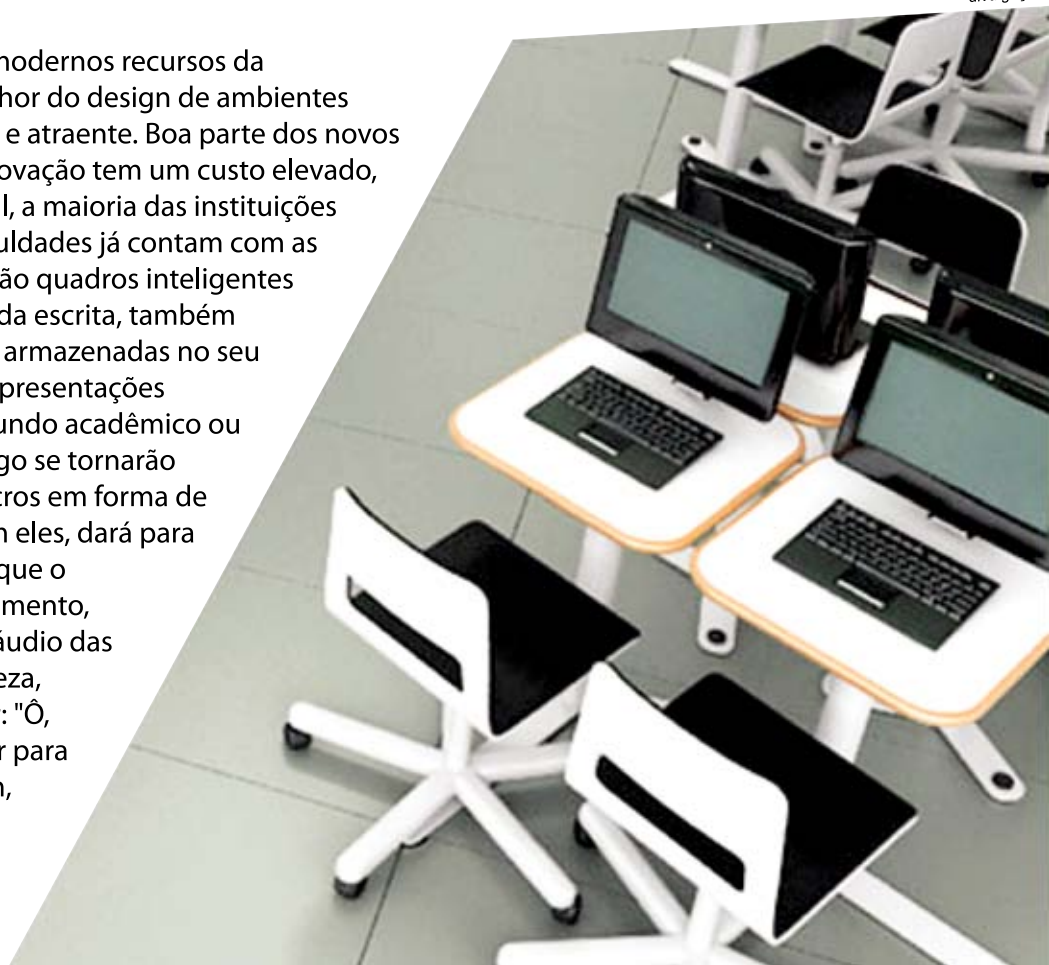 modernos recursos da
hor do design de ambientes
e atraente. Boa parte dos novos
ovação tem um custo elevado,
l, a maioria das instituições
uldades já contam com as
ão quadros inteligentes
da escrita, também
armazenadas no seu
presentações
undo acadêmico ou
go se tornarão
tros em forma de
eles, dará para
que o
mento,
áudio das
eza,
: "Ô,
r para